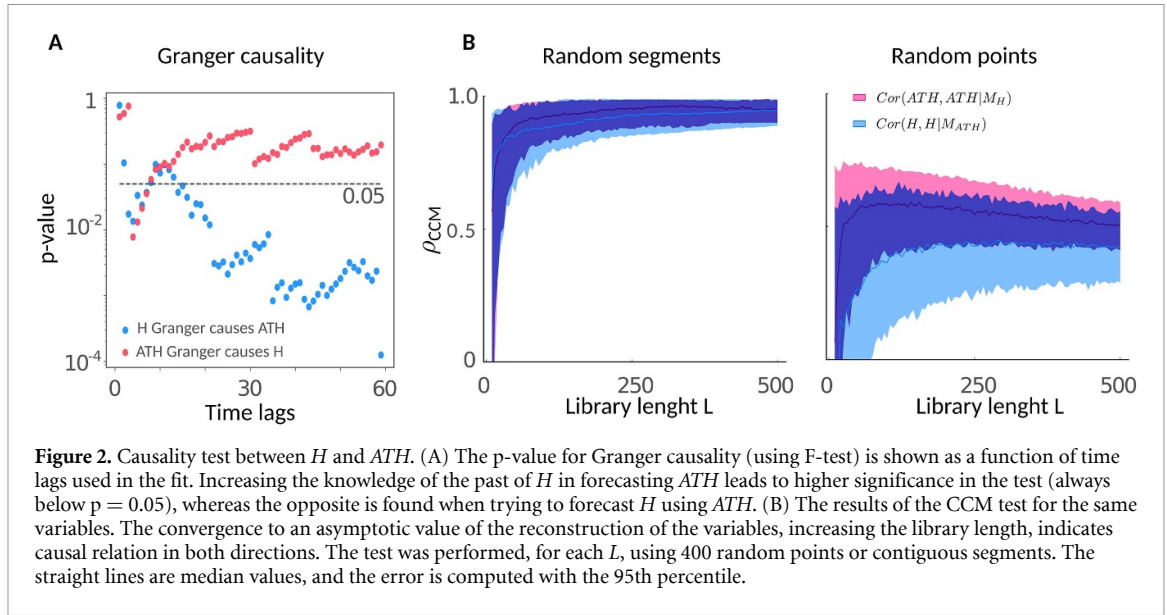 A
Granger causality
p-value
1
10-2
10-4
0.05
H Granger causes ATH
ATH Granger causes H
0
30
60
Time lags
B
Random segments
ρCCM
1.0
0.5
0
0
250
500
Library lenght L
Random points
Cor(ATH, ATH|MH)
Cor(H, H|MATH)
0
250
500
Library lenght L
Figure 2. Causality test between H and ATH. (A) The p-value for Granger causality (using F-test) is shown as a function of time
lags used in the fit. Increasing the knowledge of the past of H in forecasting ATH leads to higher significance in the test (always
below p = 0.05), whereas the opposite is found when trying to forecast H using ATH. (B) The results of the CCM test for the same
variables. The convergence to an asymptotic value of the reconstruction of the variables, increasing the library length, indicates
causal relation in both directions. The test was performed, for each L, using 400 random points or contiguous segments. The
straight lines are median values, and the error is computed with the 95th percentile.